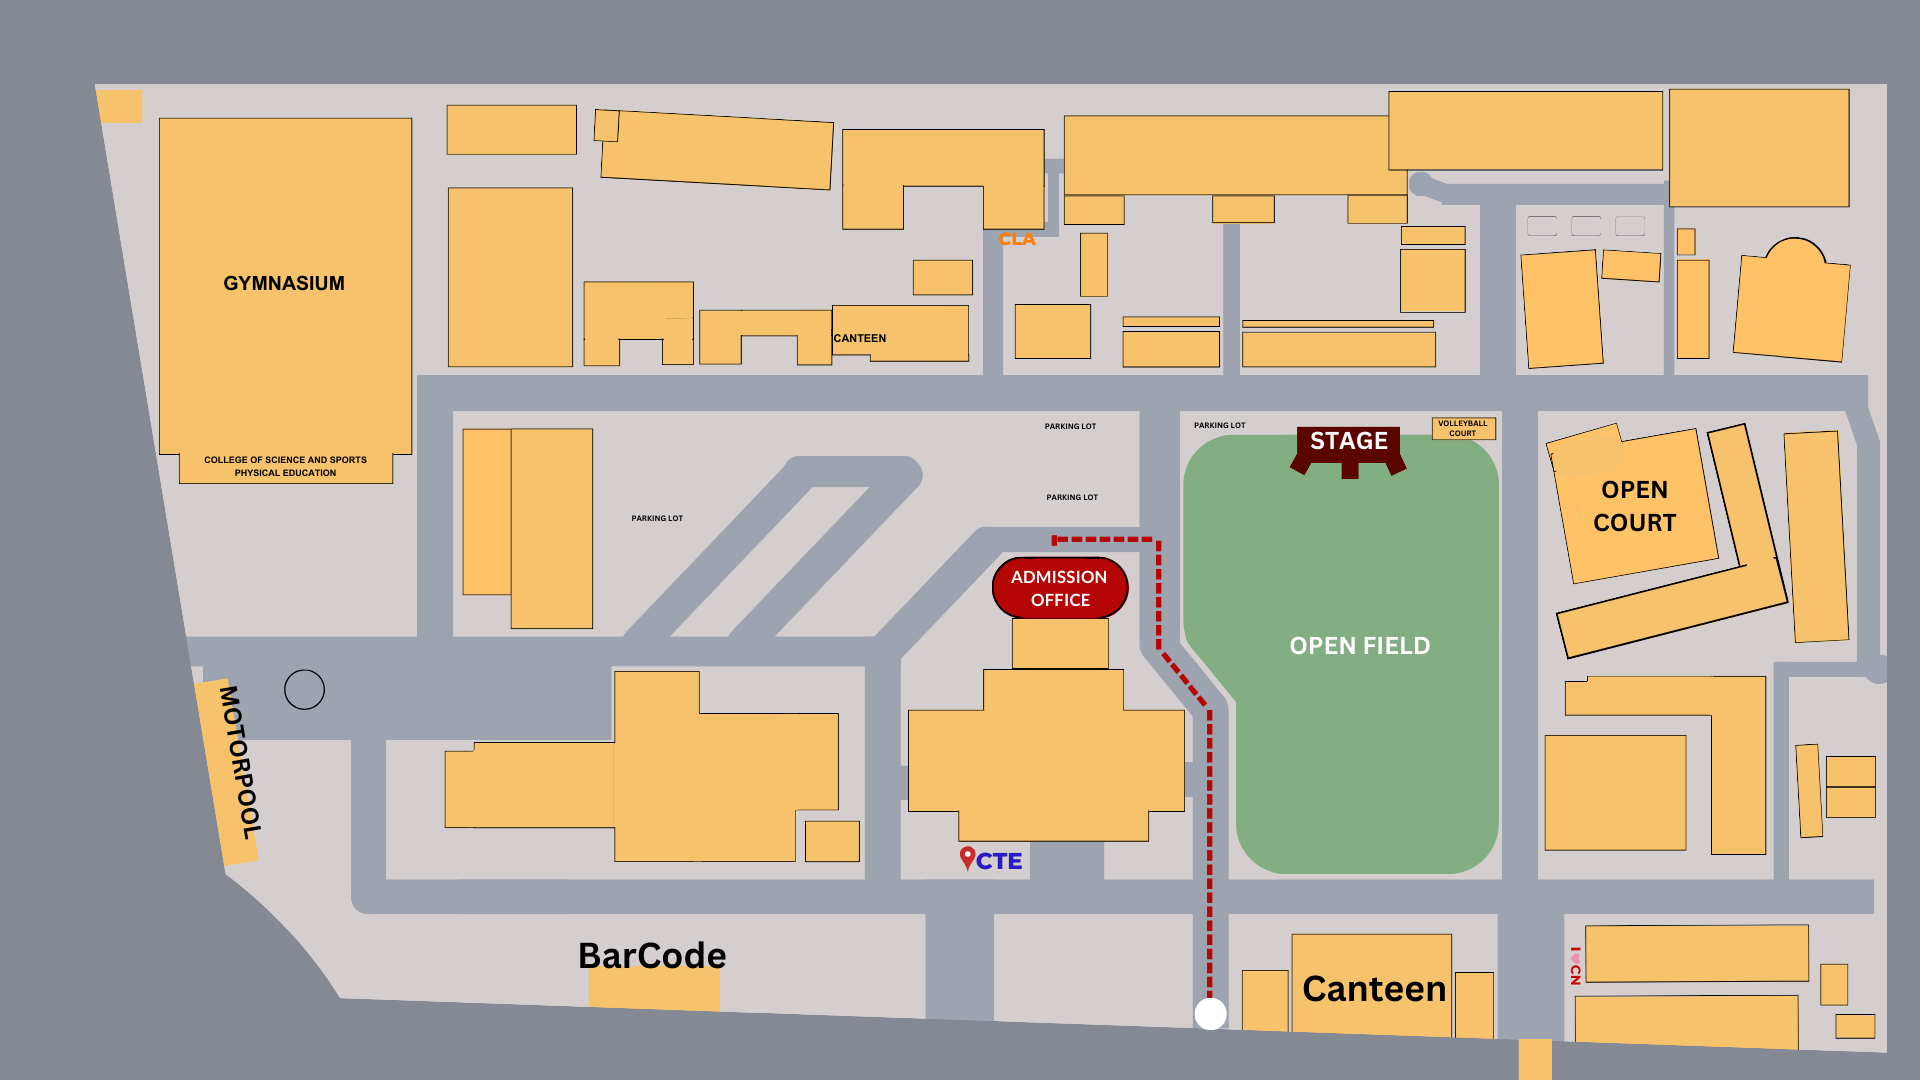 CLA
GYMNASIUM
CANTEEN
PARKING LOT
PARKING LOT
VOLLEYBALL
COURT
STAGE
COLLEGE OF SCIENCE AND SPORTS
PHYSICAL EDUCATION
OPEN
COURT
PARKING LOT
PARKING LOT
ADMISSION
OFFICE
OPEN FIELD
MOTORPOOL
CTE
BarCode
Canteen
I ♥ CN